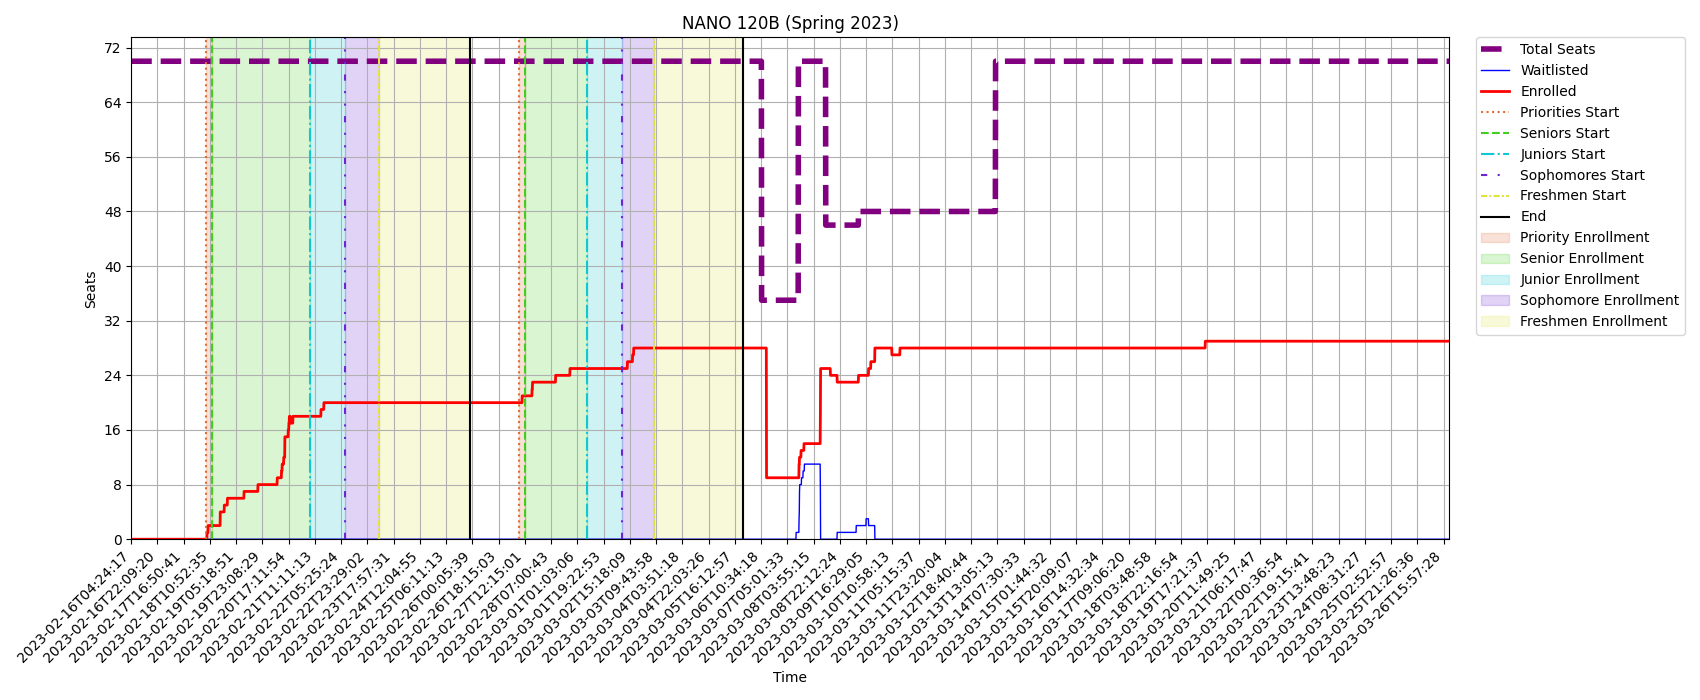 NANO 120B (Spring 2023)
72
64
56
48
40
32
24
16
8
0
Seats
2023-02-16T04:24:17
2023-02-16T22:09:20
2023-02-17T16:50:41
2023-02-18T10:52:35
2023-02-19T05:18:51
2023-02-19T23:08:29
2023-02-20T17:11:54
2023-02-21T11:11:13
2023-02-22T05:25:24
2023-02-22T23:29:02
2023-02-23T17:57:31
2023-02-24T12:04:55
2023-02-25T06:11:13
2023-02-26T00:05:39
2023-02-26T18:15:03
2023-02-27T12:15:01
2023-02-28T07:00:43
2023-03-01T01:03:06
2023-03-01T19:22:53
2023-03-02T15:18:09
2023-03-03T09:43:58
2023-03-04T03:51:18
2023-03-04T22:03:26
2023-03-05T16:12:57
2023-03-06T10:34:18
2023-03-07T05:01:33
2023-03-08T03:55:15
2023-03-08T22:12:24
2023-03-09T16:29:05
2023-03-10T10:58:13
2023-03-11T05:15:37
2023-03-11T23:20:04
2023-03-12T18:40:44
2023-03-13T13:05:13
2023-03-14T07:30:33
2023-03-15T01:44:32
2023-03-15T20:09:07
2023-03-16T14:32:34
2023-03-17T09:06:20
2023-03-18T03:48:58
2023-03-18T22:16:54
2023-03-19T17:21:37
2023-03-20T11:49:25
2023-03-21T06:17:47
2023-03-22T00:36:54
2023-03-22T19:15:41
2023-03-23T13:48:23
2023-03-24T08:31:27
2023-03-25T02:52:57
2023-03-25T21:26:36
2023-03-26T15:57:28
Time
Total Seats
Waitlisted
Enrolled
Priorities Start
Seniors Start
Juniors Start
Sophomores Start
Freshmen Start
End
Priority Enrollment
Senior Enrollment
Junior Enrollment
Sophomore Enrollment
Freshmen Enrollment